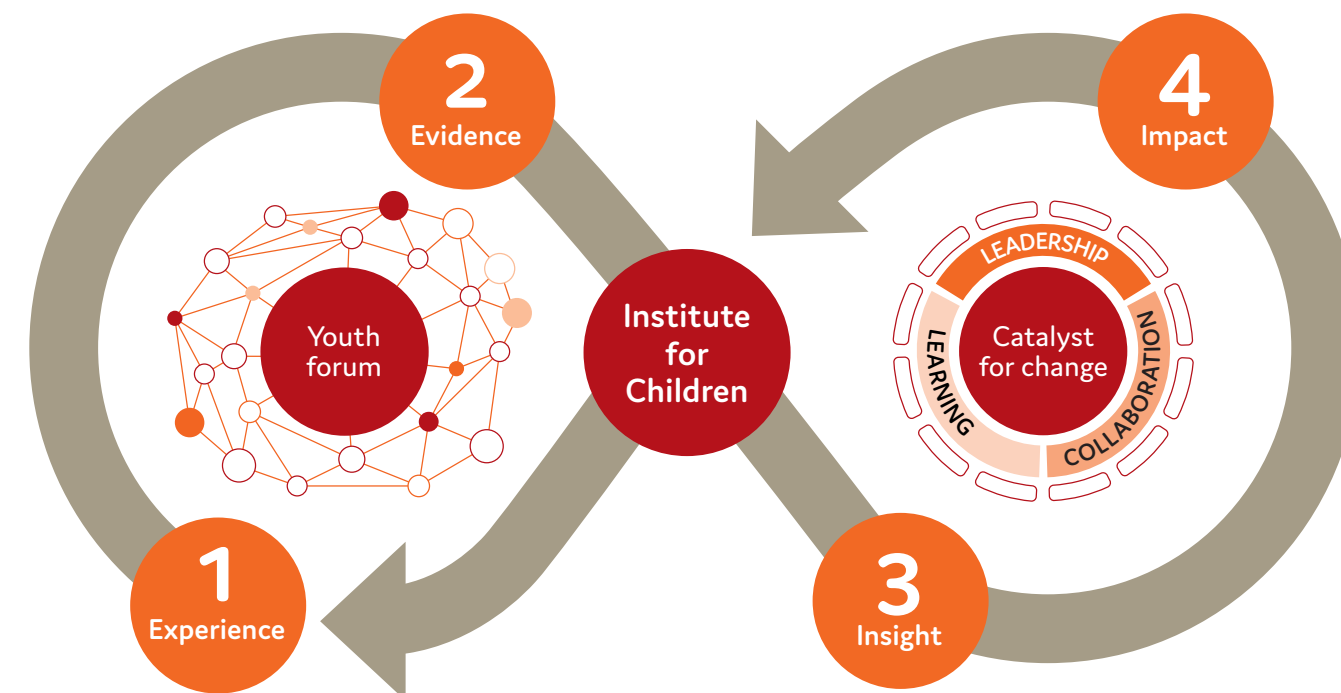 1
Experience
2
Evidence
Youth
forum
Institute
for
Children
3
Insight
4
Impact
LEADERSHIP
LEARNING
COLLABORATION
Catalyst
for change